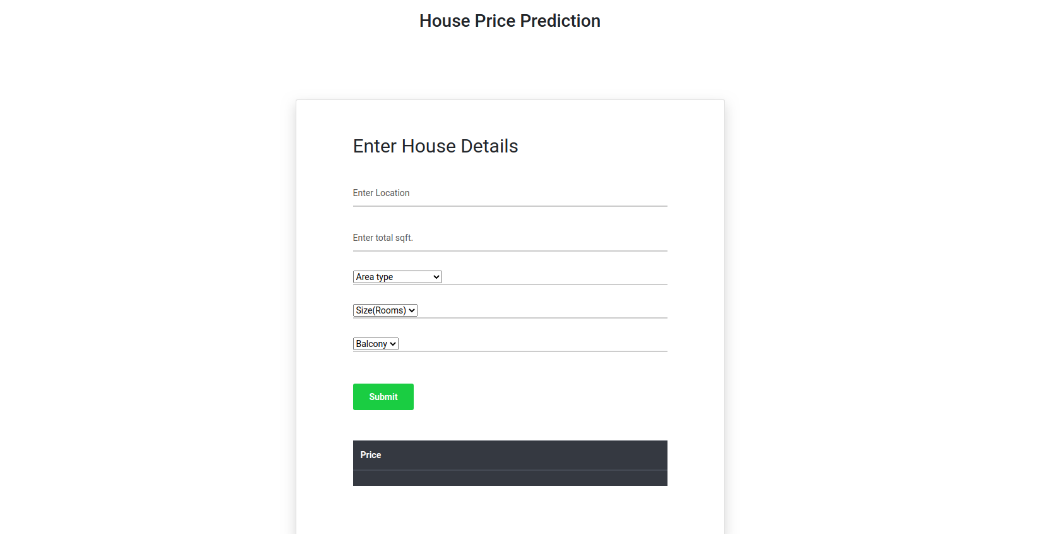 House Price Prediction
Enter House Details
Enter Location
Enter total sqft.
Area type
Size(Rooms)
Balcony
Submit
Price